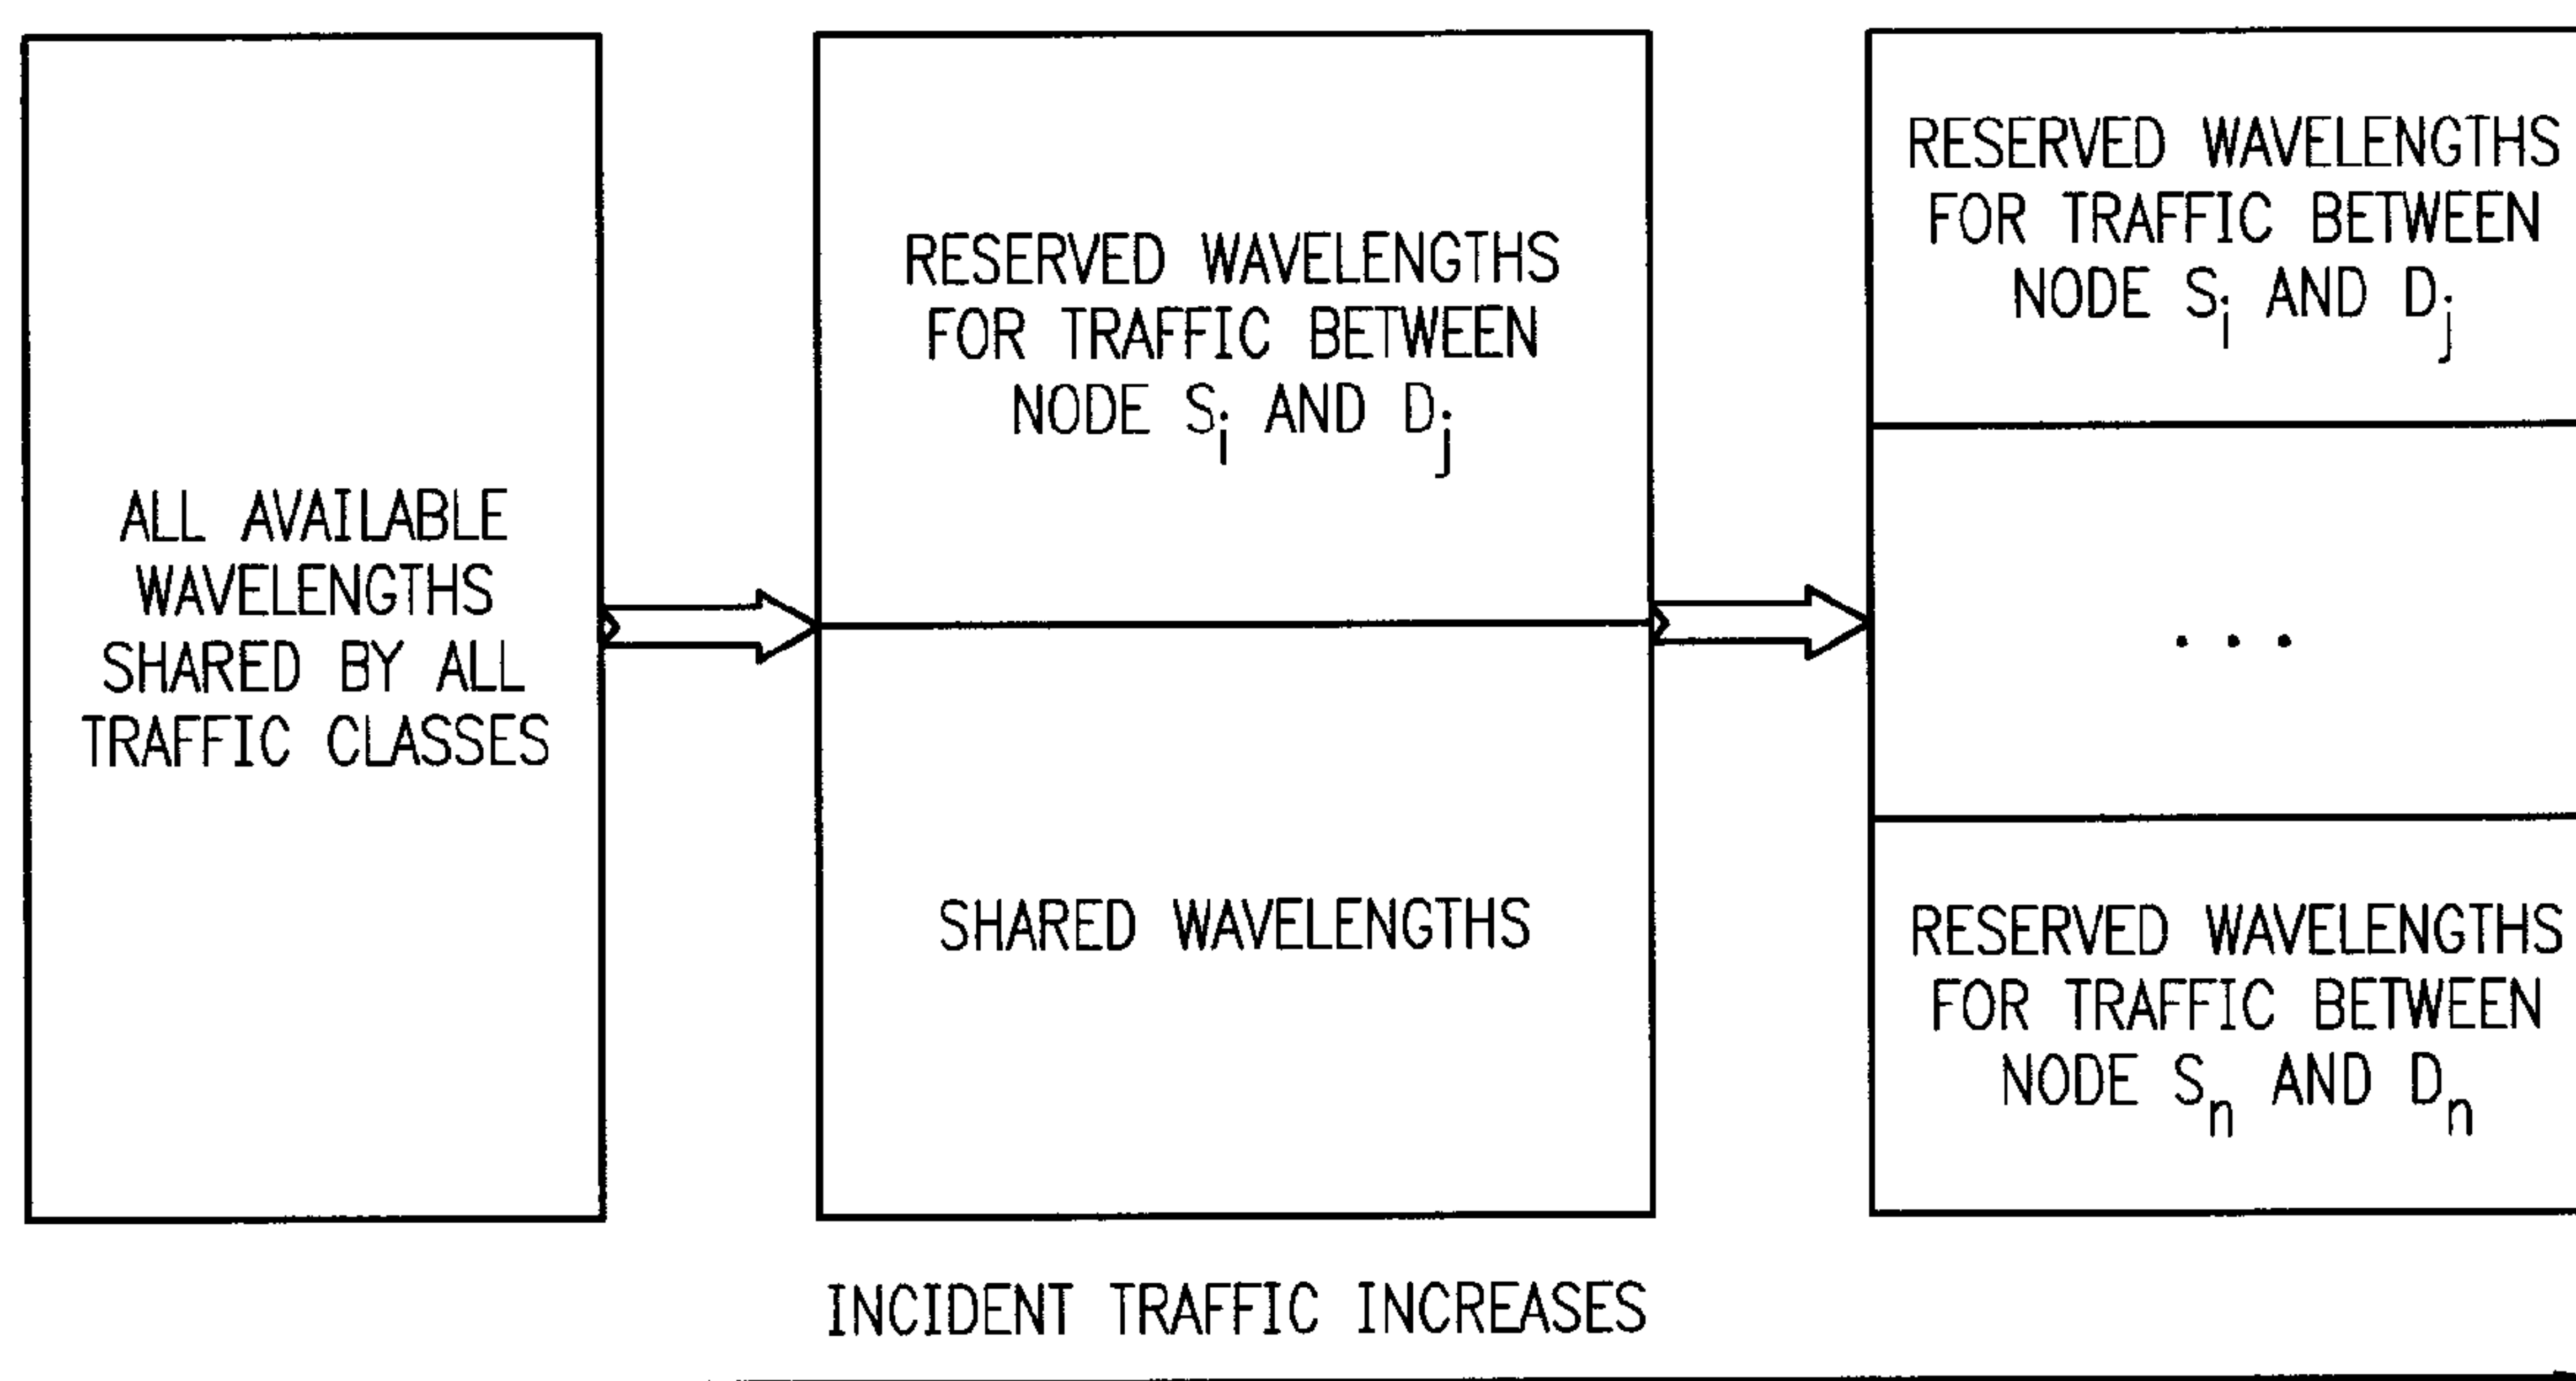 ALL AVAILABLE
WAVELENGTHS
SHARED BY ALL
TRAFFIC CLASSES
RESERVED WAVELENGTHS
FOR TRAFFIC BETWEEN
NODE Si AND Dj
SHARED WAVELENGTHS
RESERVED WAVELENGTHS
FOR TRAFFIC BETWEEN
NODE Si AND Dj
. . .
RESERVED WAVELENGTHS
FOR TRAFFIC BETWEEN
NODE Sn AND Dn
INCIDENT TRAFFIC INCREASES